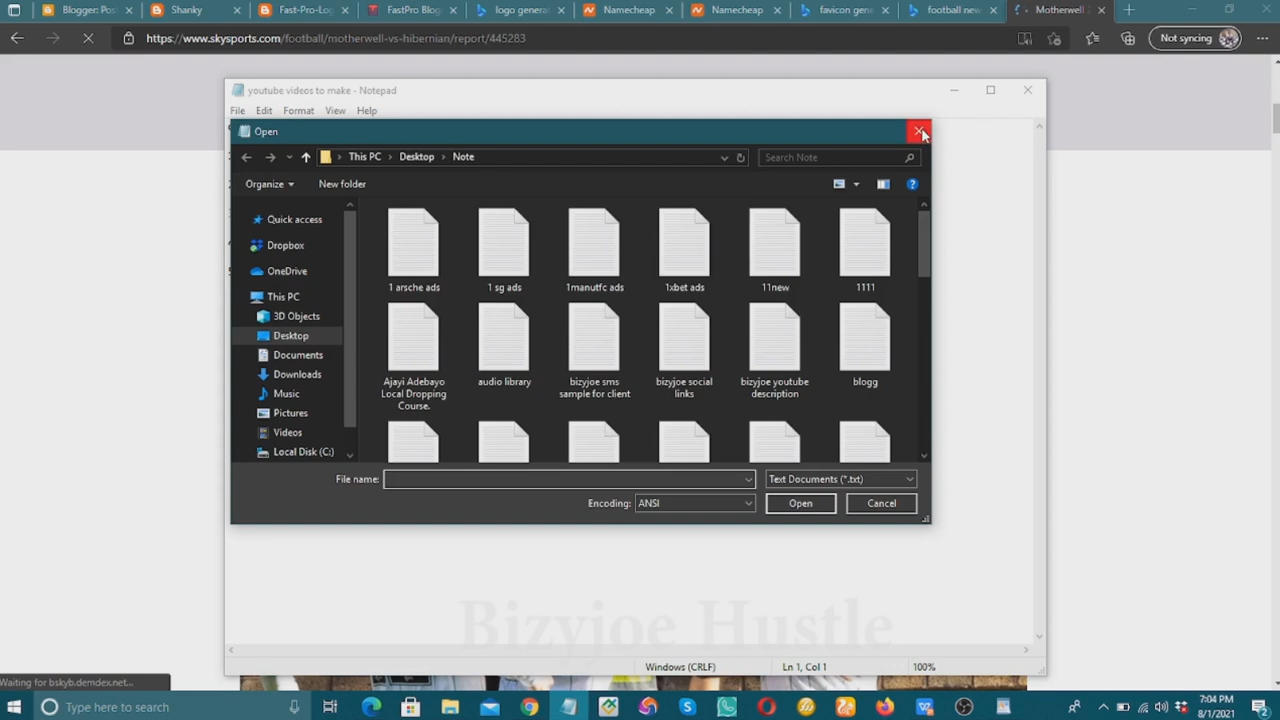 Blogger: Pos
Shanky
Fast-Pro-Log
FastPro Blog
logo genera
Namecheap
Namecheap
favicon gene
football new
Motherwell
https://www.skysports.com/football/motherwell-vs-hibernian/report/445283
Not syncing
youtube videos to make - Notepad
File Edit Format View Help
Open
This PC Desktop Note
Search Note
Organize New folder
Quick access
Dropbox
OneDrive
This PC
3D Objects
Desktop
Documents
Downloads
Music
Pictures
Videos
Local Disk (C:)
1 arsche ads
1 sg ads
1manutfc ads
1xbet ads
11new
1111
Ajayi Adebayo
Local Dropping
Course.
audio library
bizyjoe sms
sample for client
bizyjoe social
links
bizyjoe youtube
description
blogg
File name:
Text Documents (*.txt)
Encoding: ANSI
Open Cancel
Bizyjoe Hustle
Windows (CRLF) Ln 1, Col 1 100%
Waiting for bskyb.demdex.net...
Type here to search
7:04 PM
8/1/2021